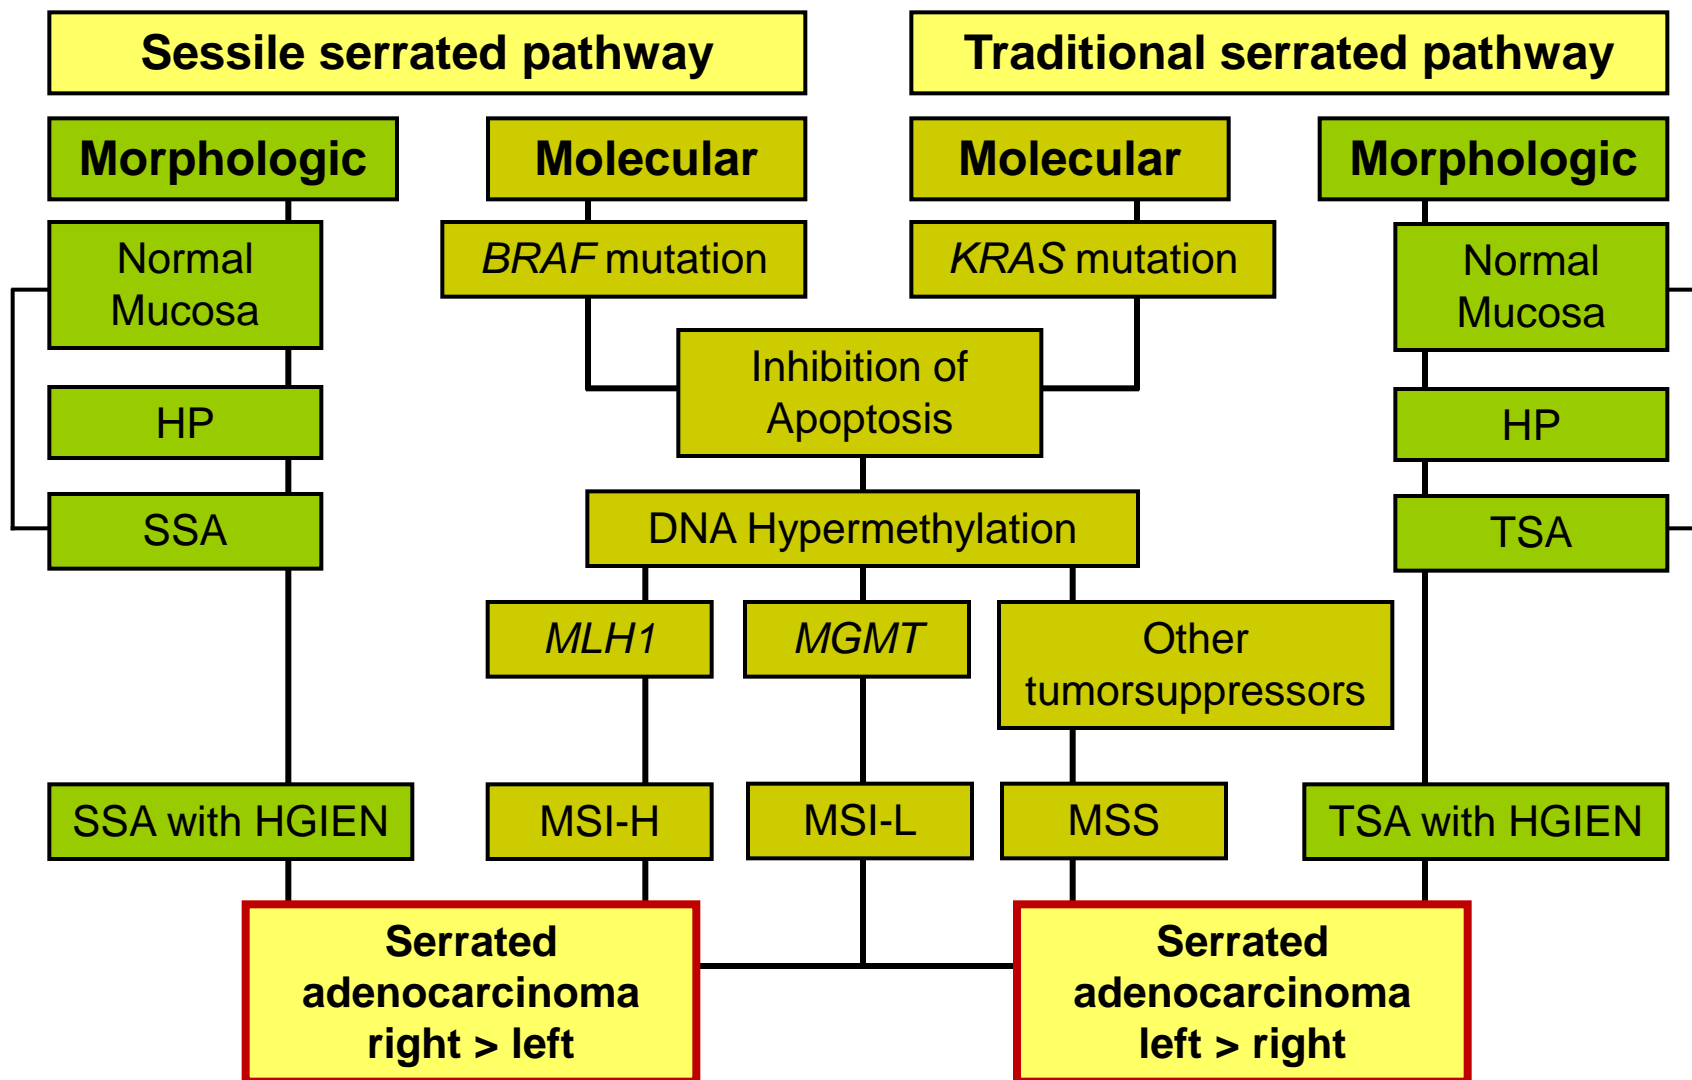 Sessile serrated pathway
Traditional serrated pathway
Morphologic
Molecular
Molecular
Morphologic
Normal
Mucosa
BRAF mutation
KRAS mutation
Normal
Mucosa
Inhibition of
Apoptosis
HP
HP
SSA
DNA Hypermethylation
TSA
MLH1
MGMT
Other
tumorsuppressors
SSA with HGIEN
MSI-H
MSI-L
MSS
TSA with HGIEN
Serrated
adenocarcinoma
right > left
Serrated
adenocarcinoma
left > right